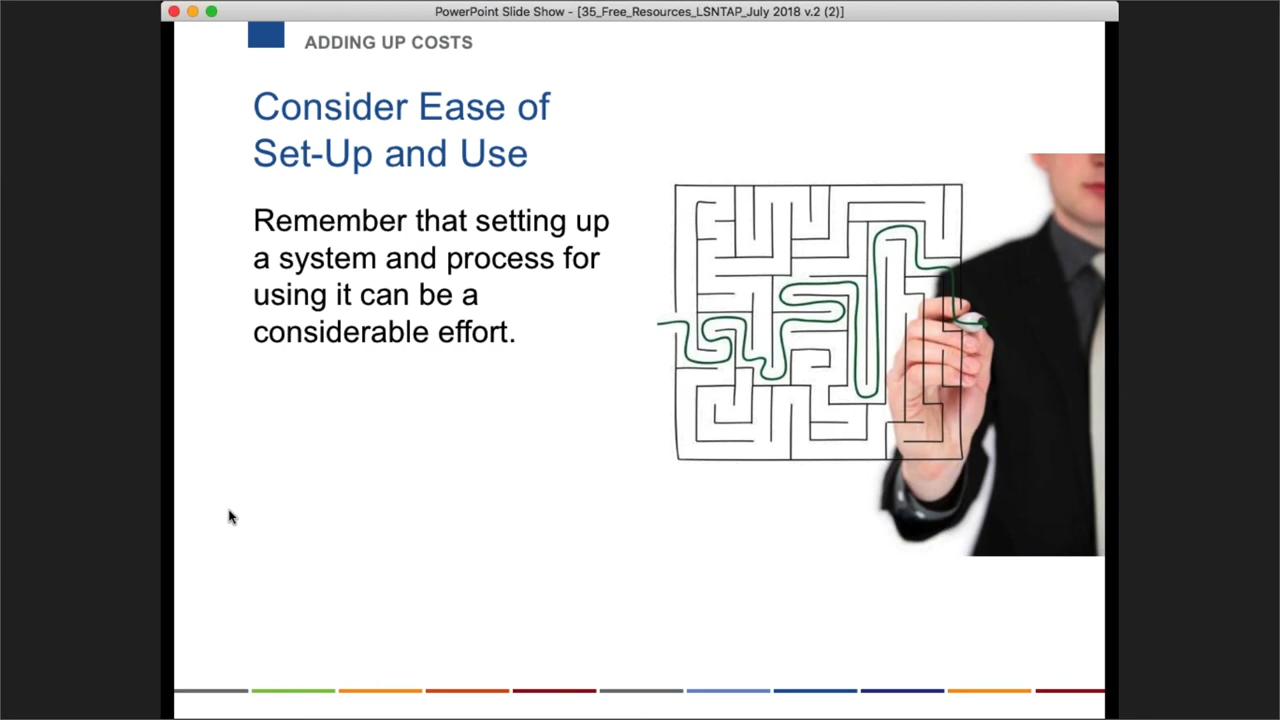 PowerPoint Slide Show - [35_Free_Resources_LSNTAP_July 2018 v.2 (2)]
ADDING UP COSTS
Consider Ease of
Set-Up and Use
Remember that setting up
a system and process for
using it can be a
considerable effort.